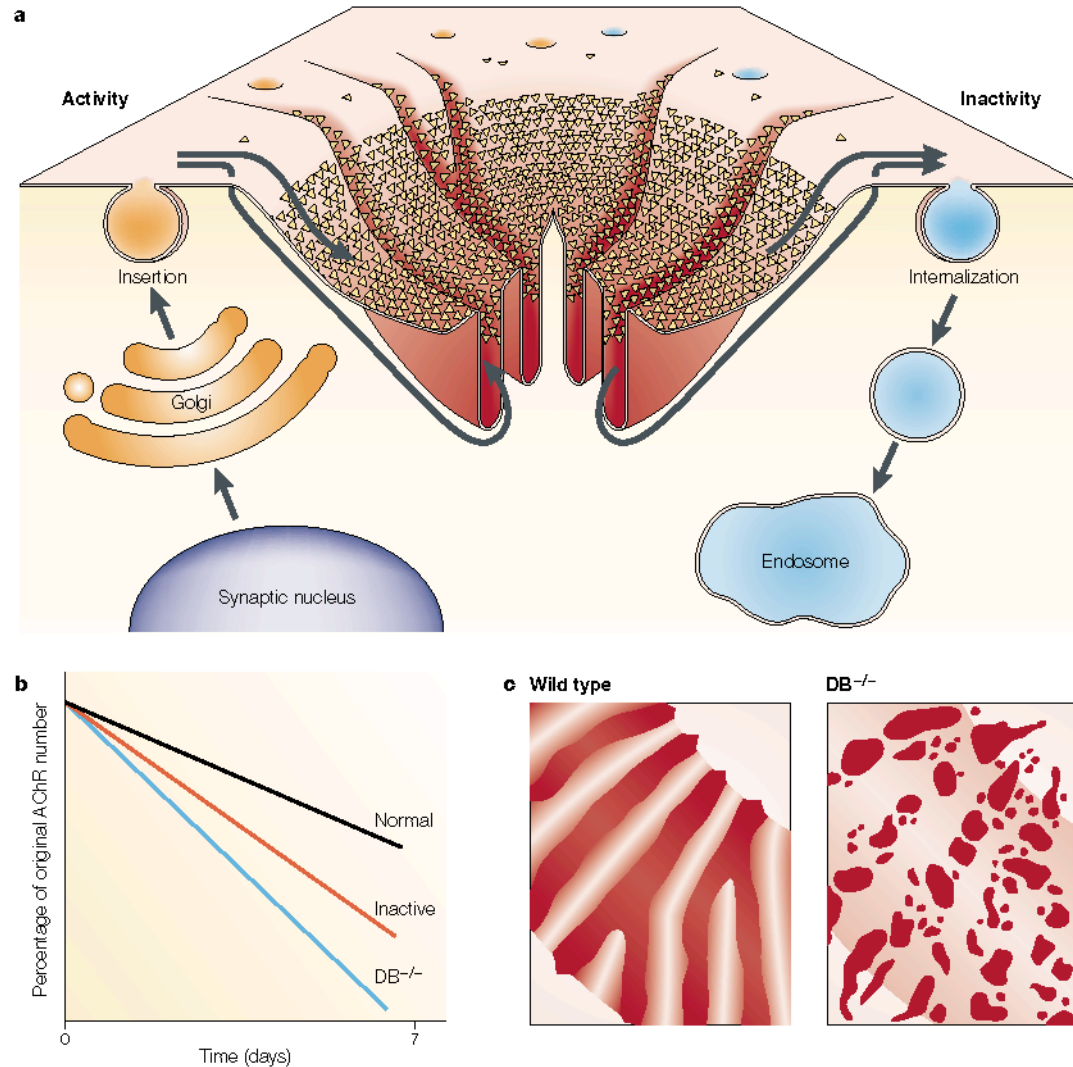 a
Activity
Inactivity
Insertion
Internalization
Golgi
Endosome
Synaptic nucleus
b
Percentage of original AChR number
Normal
Inactive
DB⁻/⁻
0
7
Time (days)
c Wild type
DB⁻/⁻